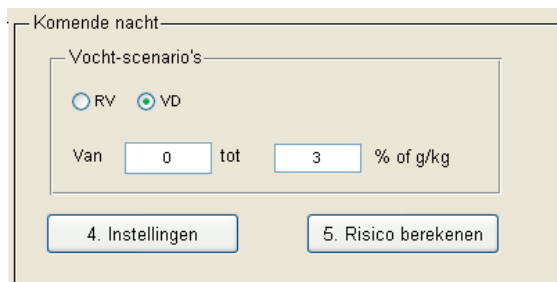 Komende nacht
Vocht-scenario's
RV VD
Van 0 tot 3 % of g/kg
4. Instellingen 5. Risico berekenen